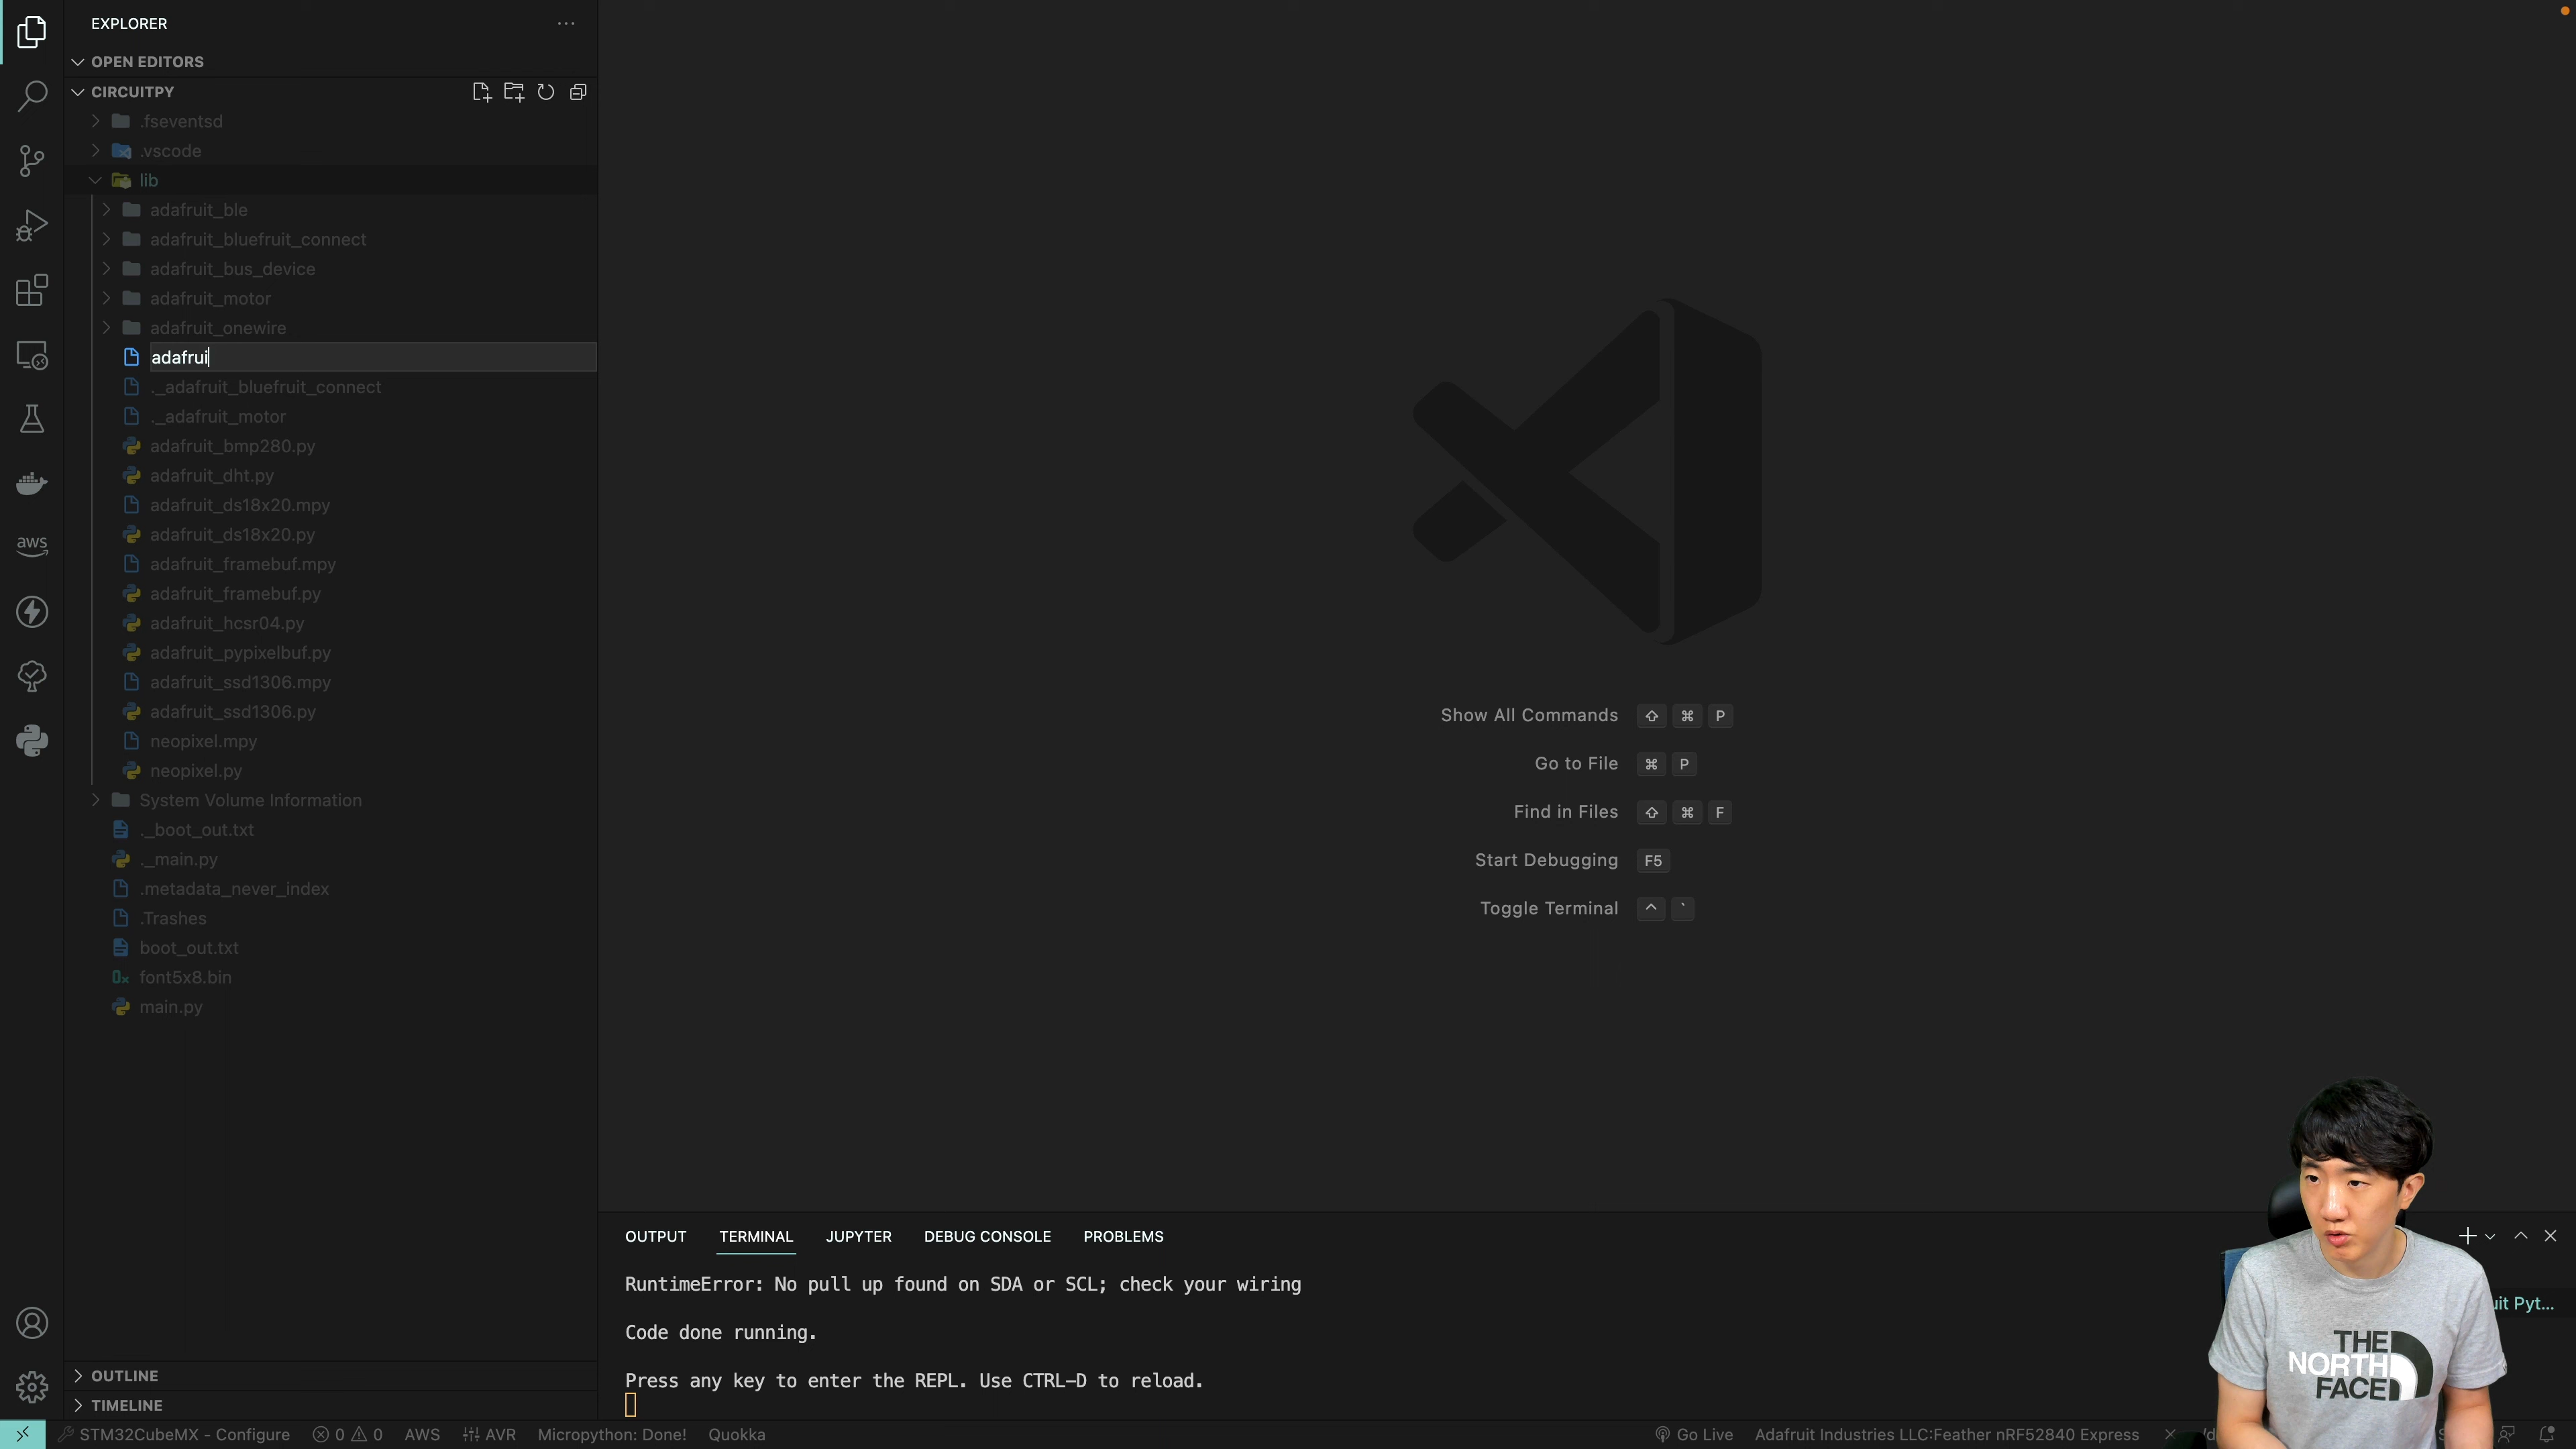 EXPLORER
OPEN EDITORS
CIRCUITPY
.fseventsd
.vscode
lib
adafruit_ble
adafruit_bluefruit_connect
adafruit_bus_device
adafruit_motor
adafruit_onewire
adafrui
._adafruit_bluefruit_connect
._adafruit_motor
adafruit_bmp280.py
adafruit_dht.py
adafruit_ds18x20.mpy
adafruit_ds18x20.py
adafruit_framebuf.mpy
adafruit_framebuf.py
adafruit_hcsr04.py
adafruit_pypixelbuf.py
adafruit_ssd1306.mpy
adafruit_ssd1306.py
neopixel.mpy
neopixel.py
System Volume Information
._boot_out.txt
._main.py
.metadata_never_index
.Trashes
boot_out.txt
font5x8.bin
main.py
OUTLINE
TIMELINE
aws
Show All Commands ⇧ ⌘ P
Go to File ⌘ P
Find in Files ⇧ ⌘ F
Start Debugging F5
Toggle Terminal ^ `
OUTPUT TERMINAL JUPYTER DEBUG CONSOLE PROBLEMS
RuntimeError: No pull up found on SDA or SCL; check your wiring
Code done running.
Press any key to enter the REPL. Use CTRL-D to reload.
uit Pyt...
THE
NORTH
FACE
STM32CubeMX - Configure 0 0 AWS AVR Micropython: Done! Quokka Go Live Adafruit Industries LLC:Feather nRF52840 Express